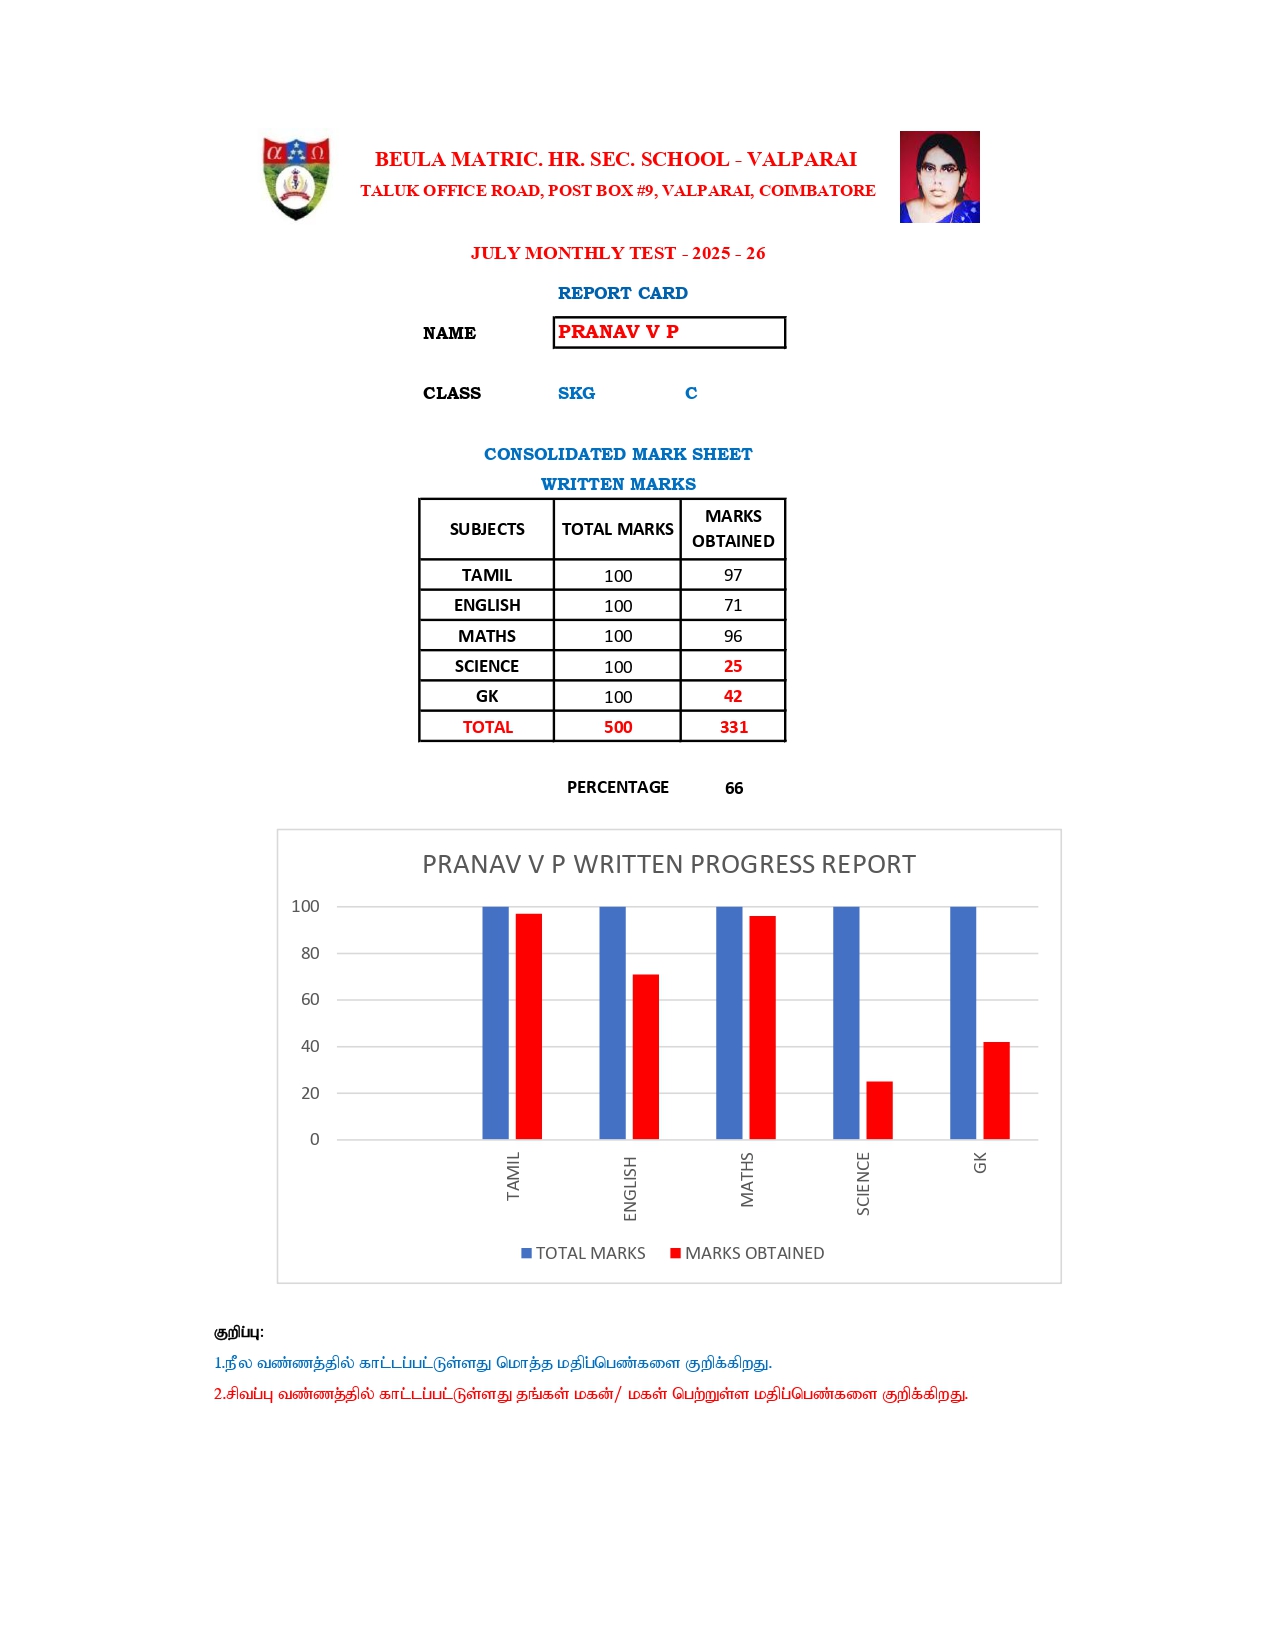 α Ω
BEULA MATRIC. HR. SEC. SCHOOL - VALPARAI
TALUK OFFICE ROAD, POST BOX #9, VALPARAI, COIMBATORE
JULY MONTHLY TEST - 2025 - 26
REPORT CARD
NAME PRANAV V P
CLASS SKG C
CONSOLIDATED MARK SHEET
WRITTEN MARKS
SUBJECTS TOTAL MARKS MARKS OBTAINED
TAMIL 100 97
ENGLISH 100 71
MATHS 100 96
SCIENCE 100 25
GK 100 42
TOTAL 500 331
PERCENTAGE 66
PRANAV V P WRITTEN PROGRESS REPORT
100
80
60
40
20
0
TAMIL ENGLISH MATHS SCIENCE GK
TOTAL MARKS MARKS OBTAINED
குறிப்பு:
1.நீல வண்ணத்தில் காட்டப்பட்டுள்ளது மொத்த மதிப்பெண்களை குறிக்கிறது.
2.சிவப்பு வண்ணத்தில் காட்டப்பட்டுள்ளது தங்கள் மகன்/ மகள் பெற்றுள்ள மதிப்பெண்களை குறிக்கிறது.